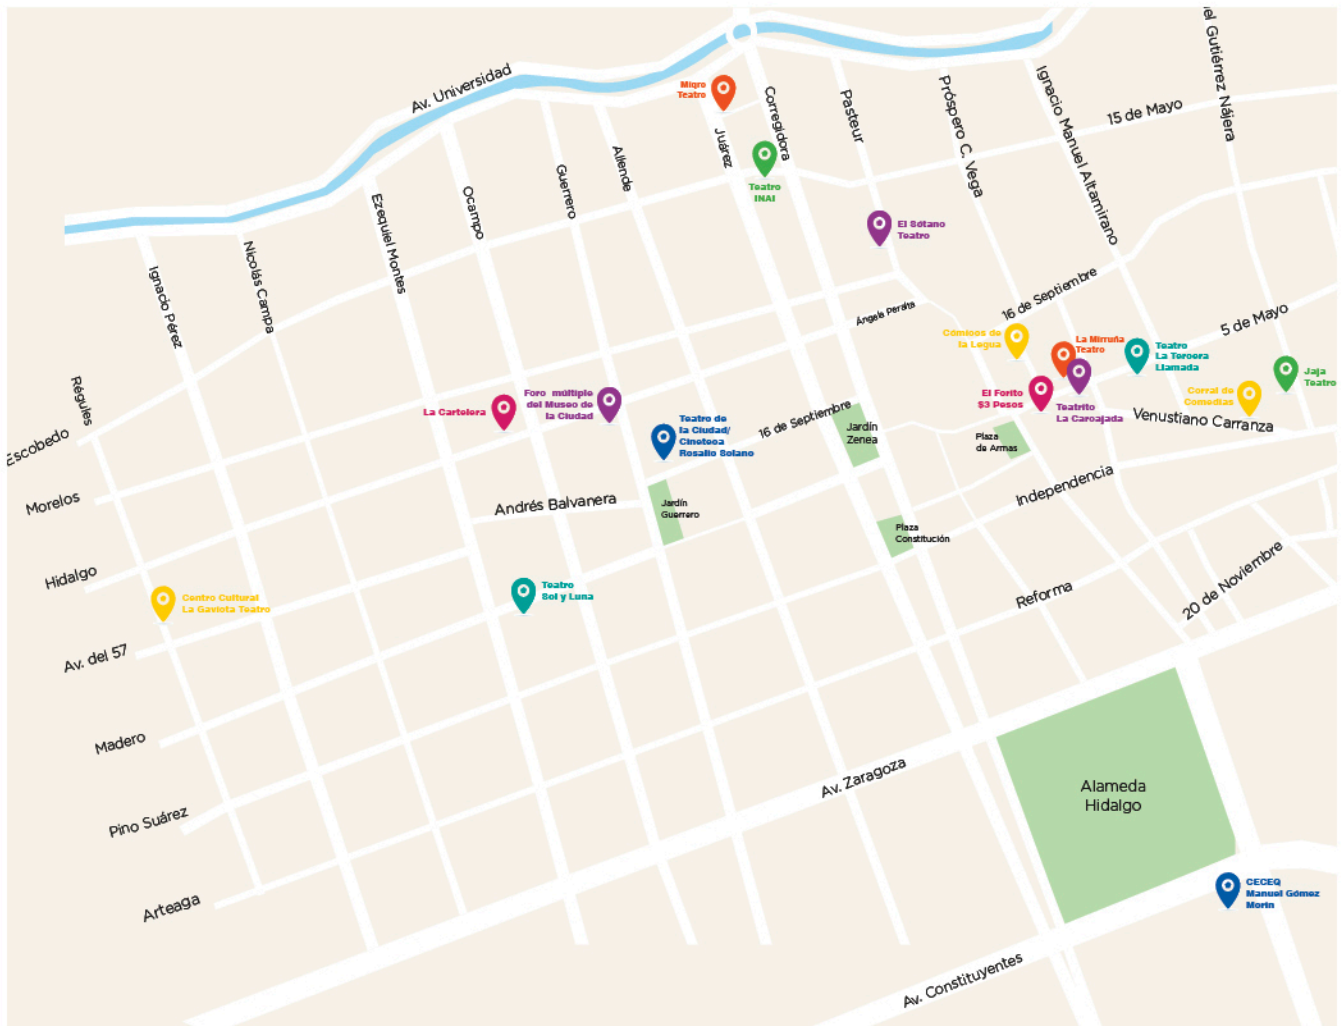 el Gutiérrez Nájera
Av. Universidad
Miqro
Teatro
Corregidora
Pasteur
Próspero C. Vega
Ignacio Manuel Altamirano
15 de Mayo
Juárez
Allende
Guerrero
Ocampo
Ezequiel Montes
Nicolás Campa
Ignacio Pérez
Teatro
INAI
El Sótano
Teatro
16 de Septiembre
Ángela Peralta
5 de Mayo
Cómicos de
la Legua
La Mirruña
Teatro
Teatro
La Tercera
Llamada
Jaja
Teatro
Corral de
Comedias
El Forito
$3 Pesos
Teatrito
La Carcajada
Venustiano Carranza
Régules
La Cartelera
Foro múltiple
del Museo de
la Ciudad
Teatro de
la Ciudad/
Cineteca
Rosalío Solano
16 de Septiembre
Jardín
Zenea
Plaza
de Armas
Escobedo
Morelos
Independencia
Andrés Balvanera
Jardín
Guerrero
Plaza
Constitución
Hidalgo
20 de Noviembre
Reforma
Centro Cultural
La Gaviota Teatro
Teatro
Sol y Luna
Av. del 57
Madero
Av. Zaragoza
Alameda
Hidalgo
Pino Suárez
Arteaga
CECEQ
Manuel Gómez
Morín
Av. Constituyentes